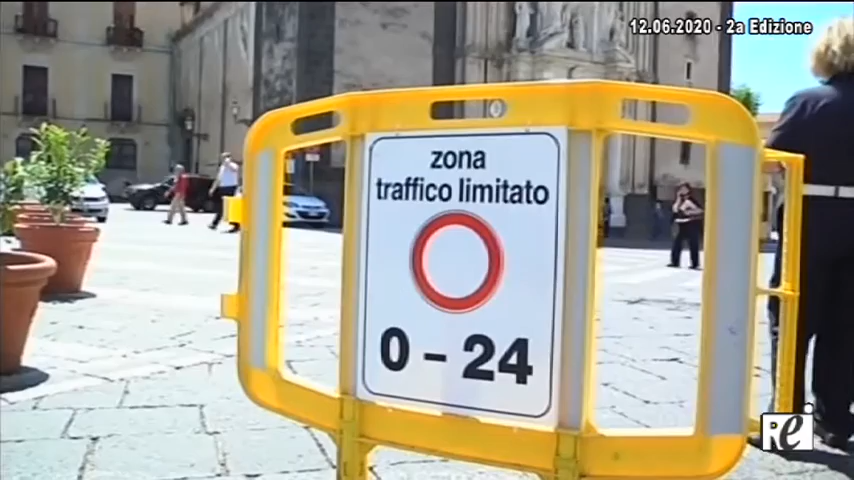 12.06.2020 - 2a Edizione
zona
traffico limitato
0 - 24
REi